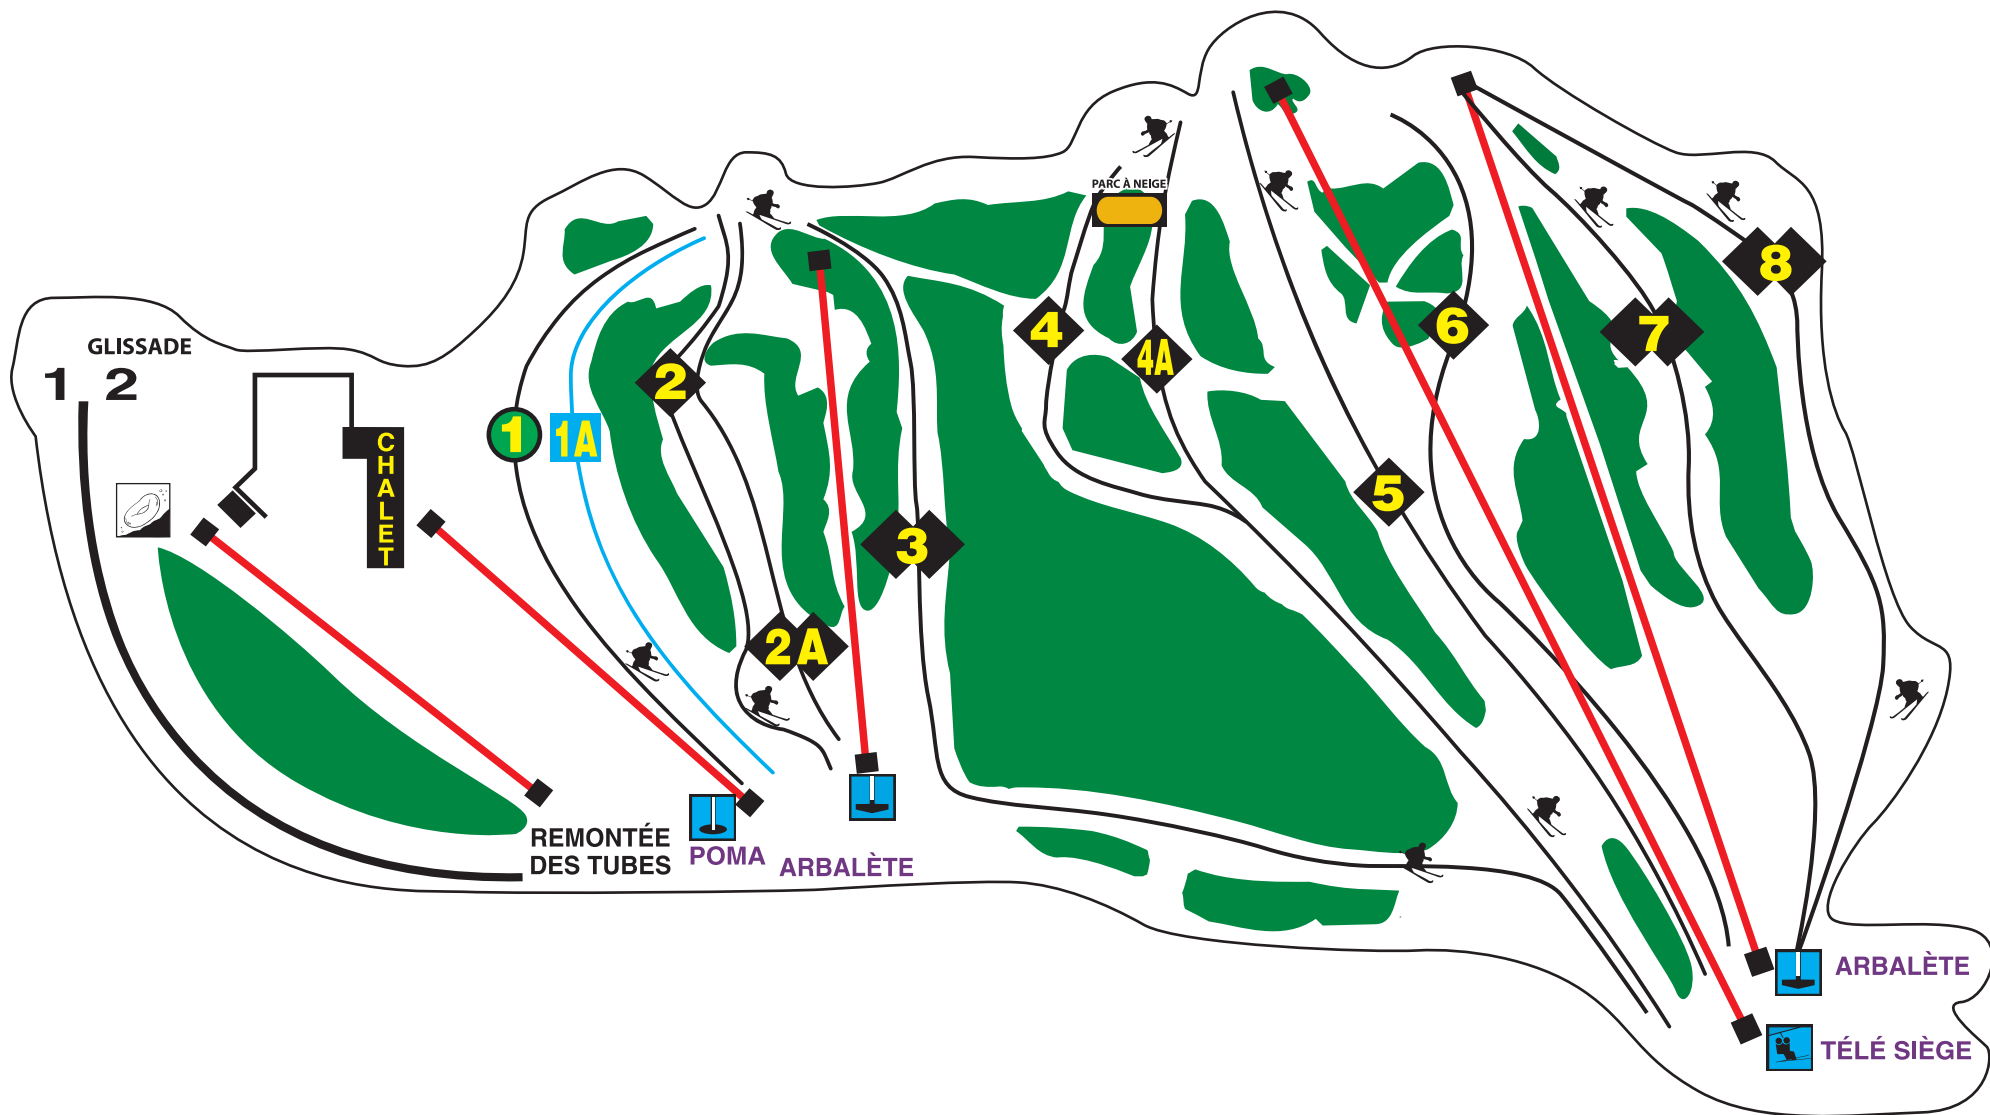 GLISSADE
1 2
CHALET
1
1A
2
2A
3
PARC À NEIGE
4
4A
5
6
7
8
REMONTÉE
DES TUBES
POMA
ARBALÈTE
ARBALÈTE
TÉLÉ SIÈGE